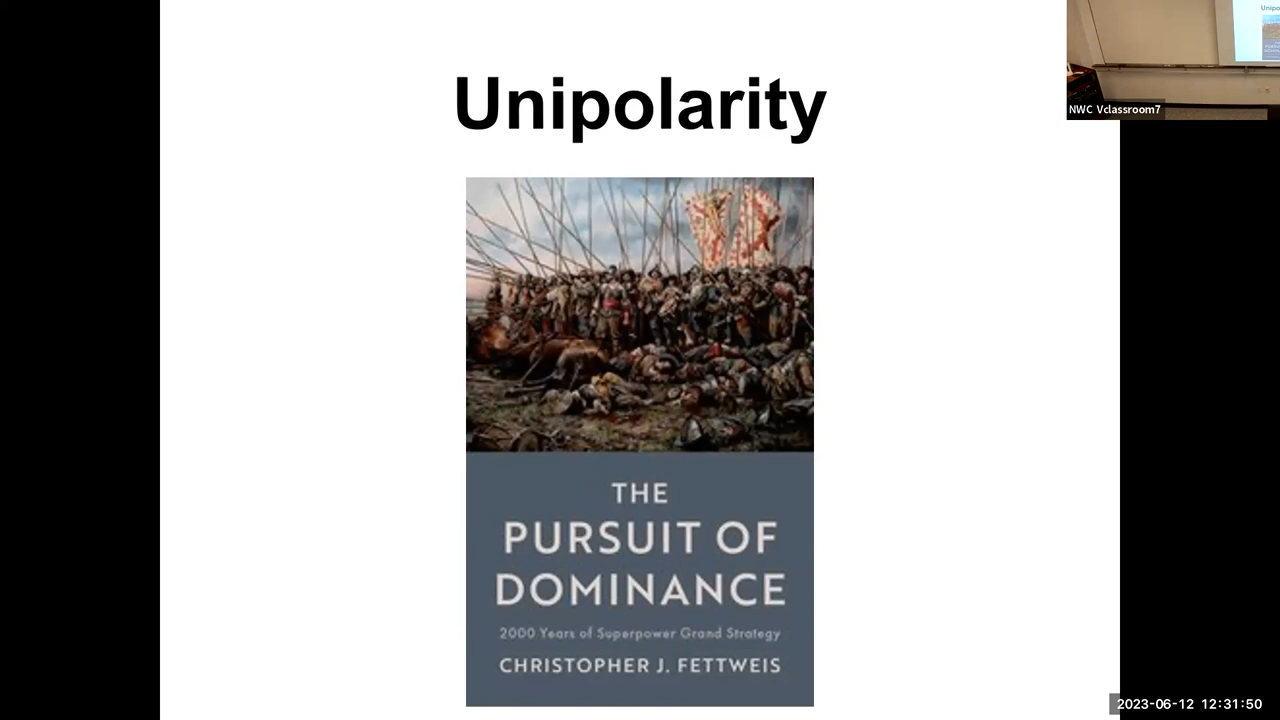 Unipolarity
THE
PURSUIT OF
DOMINANCE
2000 Years of Superpower Grand Strategy
CHRISTOPHER J. FETTWEIS
NWC Vclassroom7
2023-06-12 12:31:50